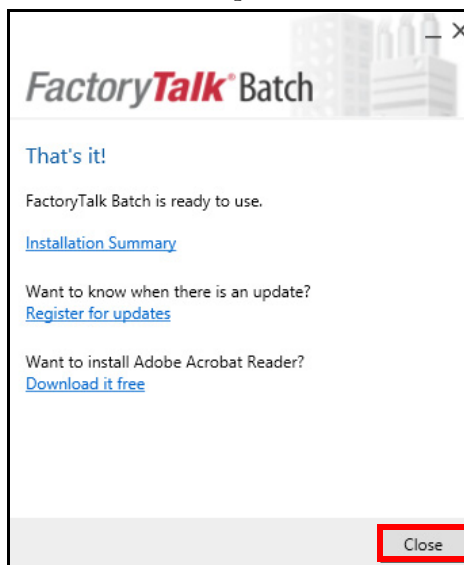 FactoryTalk® Batch
That's it!
FactoryTalk Batch is ready to use.
Installation Summary
Want to know when there is an update?
Register for updates
Want to install Adobe Acrobat Reader?
Download it free
Close